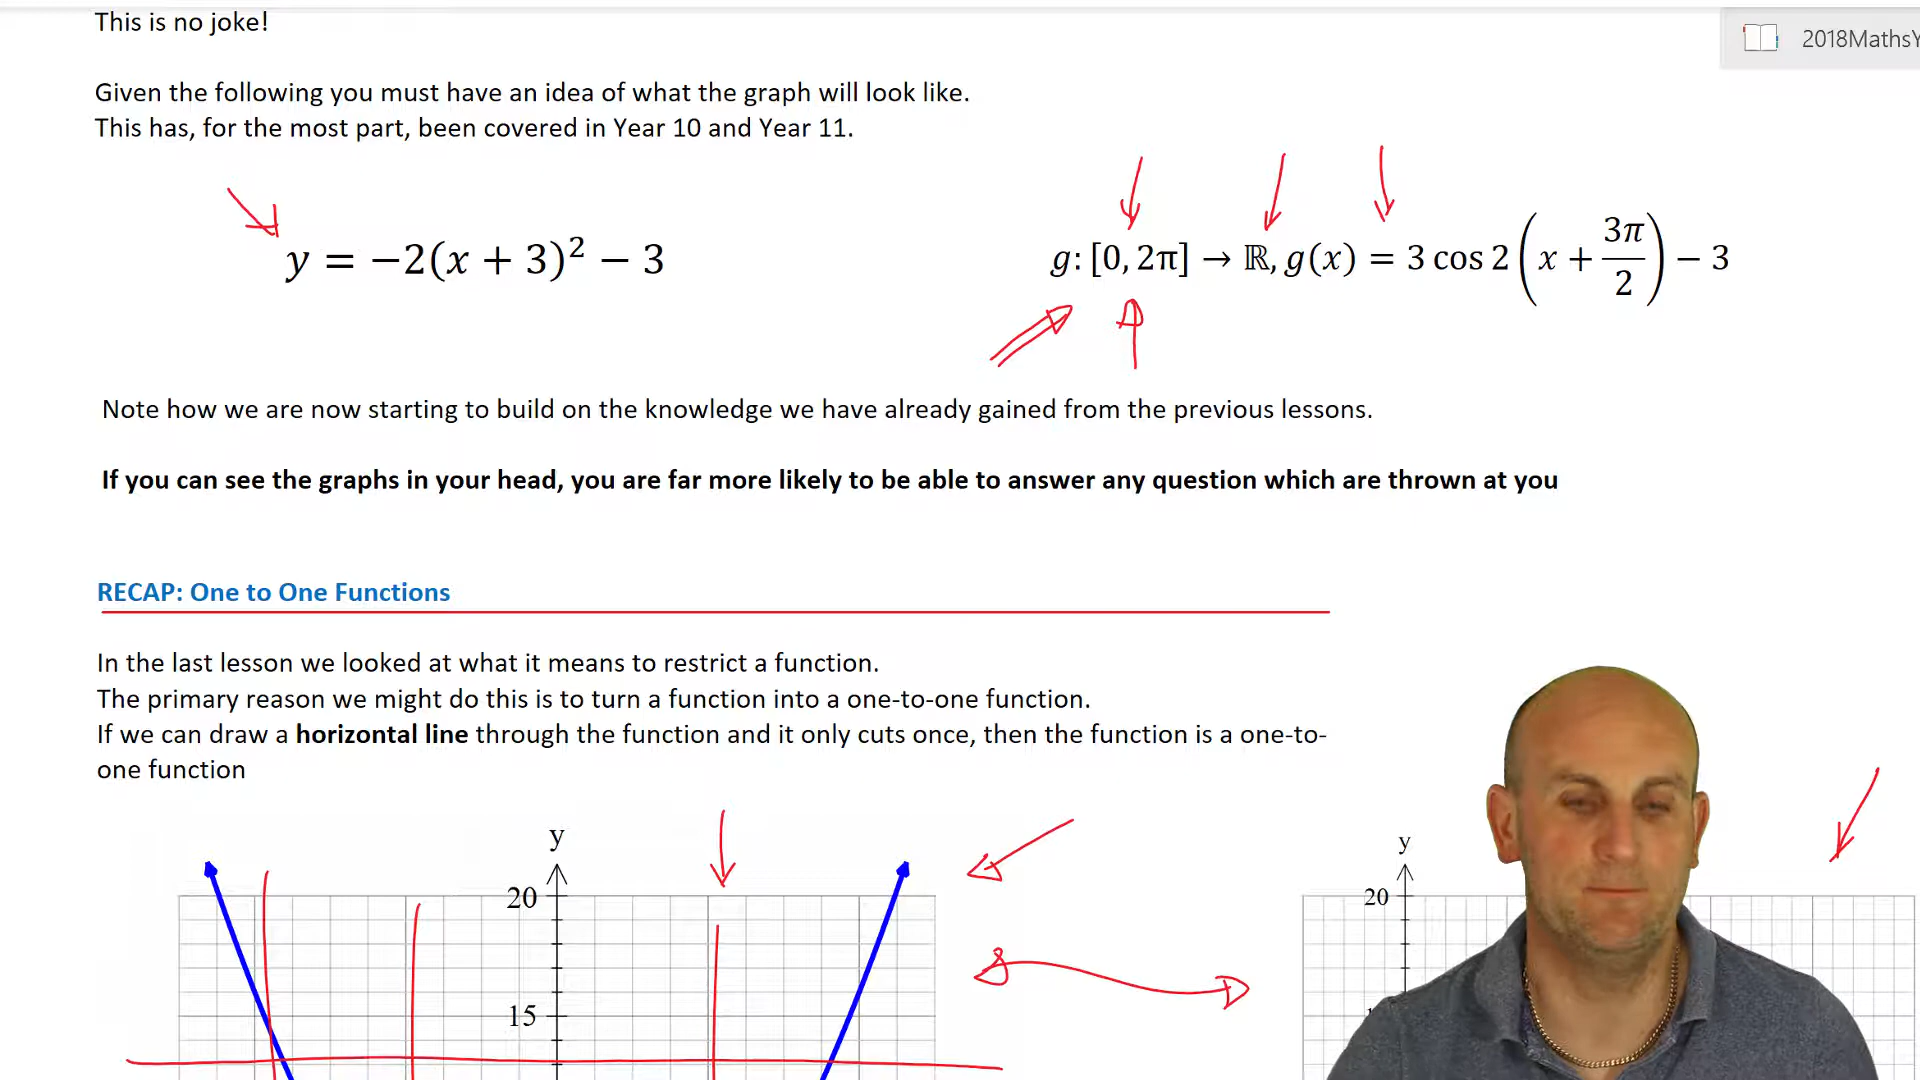 This is no joke!
2018MathsY
Given the following you must have an idea of what the graph will look like.
This has, for the most part, been covered in Year 10 and Year 11.
y = −2(x + 3)² − 3
g: [0, 2π] → ℝ, g(x) = 3 cos 2 (x + 3π/2) − 3
Note how we are now starting to build on the knowledge we have already gained from the previous lessons.
If you can see the graphs in your head, you are far more likely to be able to answer any question which are thrown at you
RECAP: One to One Functions
In the last lesson we looked at what it means to restrict a function.
The primary reason we might do this is to turn a function into a one-to-one function.
If we can draw a horizontal line through the function and it only cuts once, then the function is a one-to-
one function
y
20
15
y
20